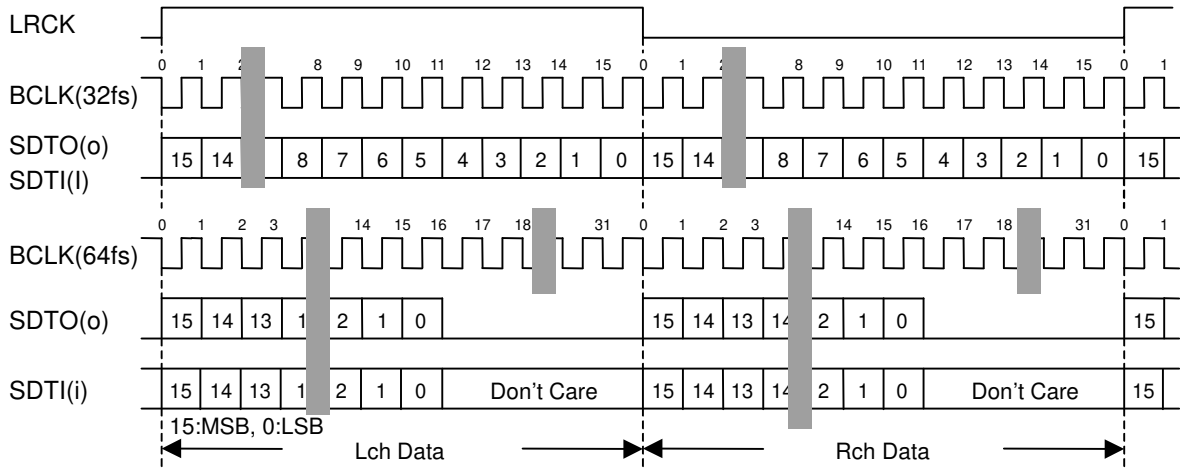 LRCK
0 1 8 9 10 11 12 13 14 15 0 1 8 9 10 11 12 13 14 15 0 1
BCLK(32fs)
SDTO(o)
SDTI(I)
15 14 8 7 6 5 4 3 2 1 0 15 14 8 7 6 5 4 3 2 1 0 15
0 1 2 3 14 15 16 17 18 31 0 1 2 3 14 15 16 17 18 31 0 1
BCLK(64fs)
SDTO(o) 15 14 13 2 1 0 15 14 13 2 1 0 15
SDTI(i) 15 14 13 2 1 0 Don't Care 15 14 13 2 1 0 Don't Care 15
15:MSB, 0:LSB
Lch Data Rch Data